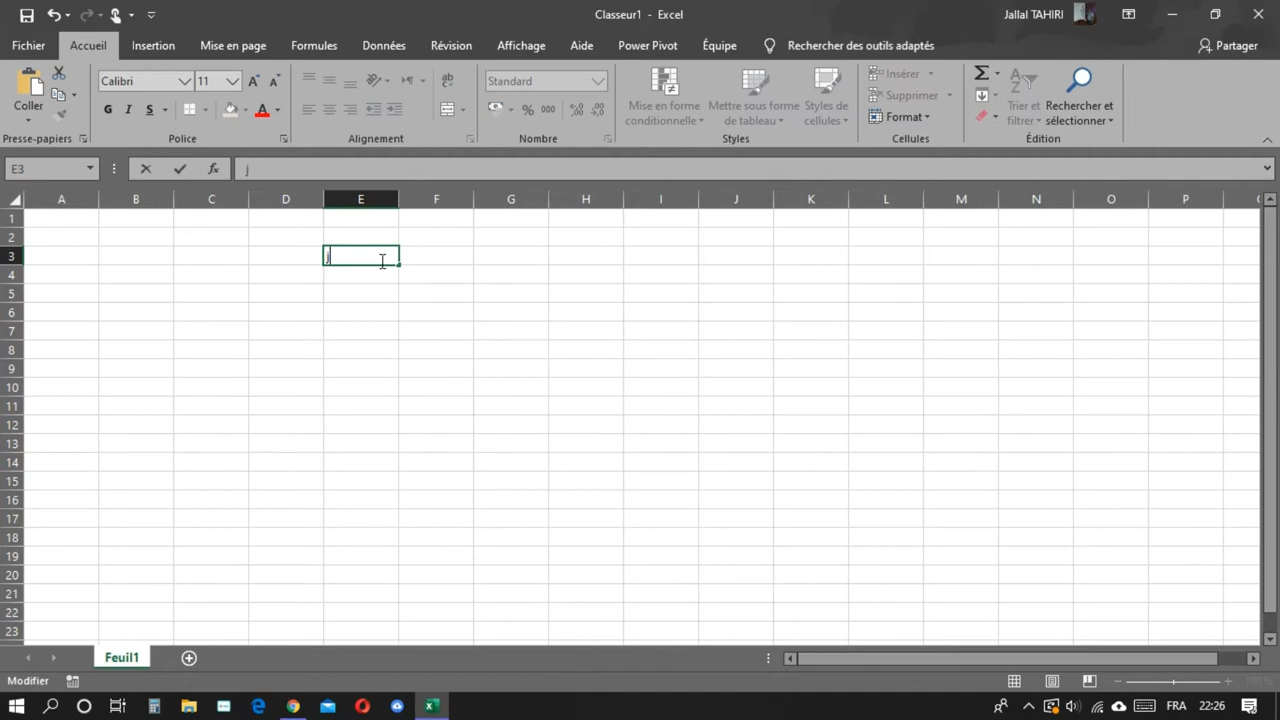 Classeur1 - Excel
Jallal TAHIRI
Fichier Accueil Insertion Mise en page Formules Données Révision Affichage Aide Power Pivot Équipe Rechercher des outils adaptés Partager
Coller
Calibri 11
Standard
Mise en forme conditionnelle
Mettre sous forme de tableau
Styles de cellules
Insérer
Supprimer
Format
Trier et filtrer
Rechercher et sélectionner
G I S A
% 000
Presse-papiers Police Alignement Nombre Styles Cellules Édition
E3 fx j
A B C D E F G H I J K L M N O P
1
2
3 j
4
5
6
7
8
9
10
11
12
13
14
15
16
17
18
19
20
21
22
23
Feuil1
Modifier
FRA 22:26